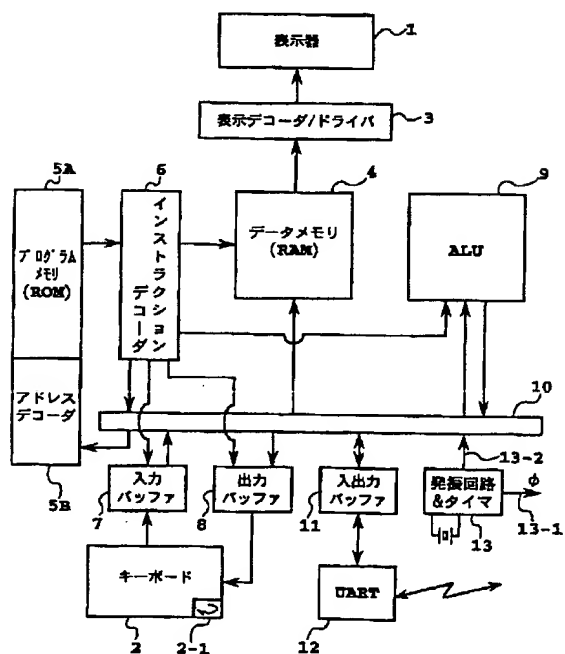 表示器
1
表示デコーダ/ドライバ
3
5A
6
4
9
プログラム
メモリ
(ROM)
インストラクション
デコーダ
データメモリ
(RAM)
ALU
アドレス
デコーダ
10
5B
入力
バッファ
7
出力
バッファ
8
入出力
バッファ
11
発振回路
&タイマ
13
13-2
φ
13-1
キーボード
2
2-1
UART
12